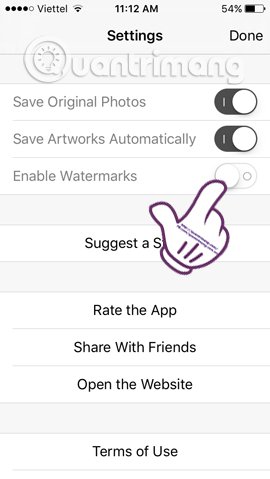 Viettel 11:12 AM 54%
Settings Done
Quantrimang
Save Original Photos
Save Artworks Automatically
Enable Watermarks
Suggest a S
Rate the App
Share With Friends
Open the Website
Terms of Use